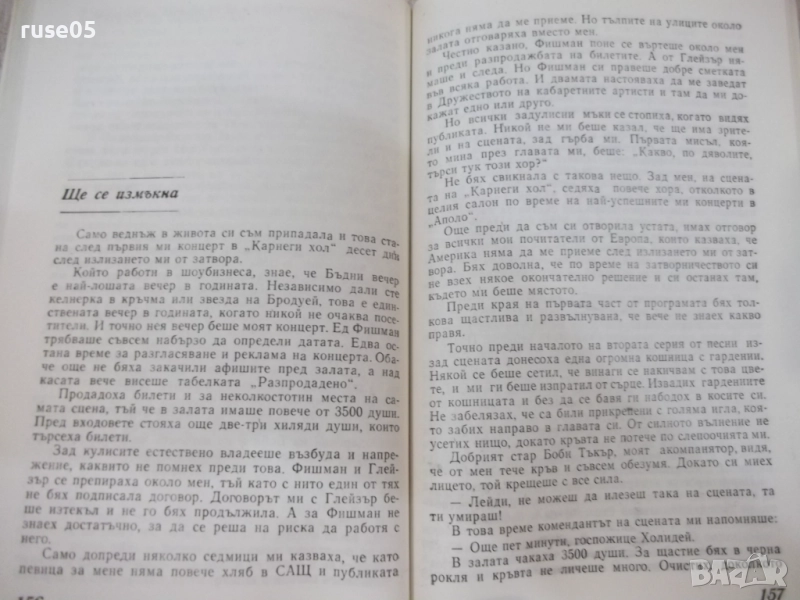 ruse05
Ще се измъкна
Само веднъж в живота си съм припадала и това ста-
на след първия ми концерт в „Карнеги хол" десет дни
след излизането ми от затвора.
Който работи в шоубизнеса, знае, че Бъдни вечер
е най-лошата вечер в годината. Независимо дали сте
келнерка в кръчма или звезда на Бродуей, това е един-
ствената вечер в годината, когато никой не очаква посе-
тители. И точно нея вечер беше моят концерт. Ед Фишман
трябваше съвсем набързо да определи датата. Едва ос-
тана време за разгласяване и реклама на концерта. Оба-
че още не бяха закачили афишите пред залата, а над
касата вече висеше табелката „Разпродадено".
Продадоха билети и за неколкостотин места на са-
мата сцена, тъй че в залата имаше повече от 3500 души.
Пред входовете стояха още две-три хиляди души, които
търсеха билети.
Зад кулисите естествено владееше възбуда и напре-
жение, каквито не помнех преди това. Фишман и Глей-
зър се препираха около мен, тъй като с нито един от тях
не бях подписала договор. Договорът ми с Глейзър бе-
ше изтекъл и не го бях продължила. А за Фишман не
знаех достатъчно, за да се реша на риска да работя с
него.
Само допреди няколко седмици ми казваха, че като
певица за мене няма повече хляб в САЩ и публиката
156
никога няма да ме приеме. Но тълпите на улиците около
залата отговаряха вместо мен.
Честно казано, Фишман поне се въртеше около мен
и преди разпродажбата на билетите. А от Глейзър ня-
маше и следа. Но Фишман си правеше добре сметката
във всяка работа. И двамата настояваха да ме заведат
в Дружеството на кабаретните артисти и там да ми до-
кажат едно или друго.
Но всички задулисни мъки се стопиха, когато видях
публиката. Никой не ми беше казал, че ще има зрите-
ли и на сцената, зад гърба ми. Първата мисъл, коя-
то мина през главата ми, беше: „Какво, по дяволите,
търси тук този хор?"
Не бях свикнала с такова нещо. Зад мен, на сцена-
та на „Карнеги хол", седяха повече хора, отколкото в
целия салон по време на най-успешните ми концерти в
„Аполо".
Още преди да съм си отворила устата, имах отговор
за всички мои почитатели от Европа, които казваха, че
Америка няма да ме приеме след излизането ми от зат-
вора. Бях доволна, че по време на затворничеството си
не взех някое окончателно решение и си останах там,
където ми беше мястото.
Преди края на първата част от програмата бях тол-
кова щастлива и развълнувана, че вече не знаех какво
правя.
Точно преди началото на втората серия от песни из-
зад сцената донесоха една огромна кошница с гардении.
Някой се беше сетил, че винаги се накичвам с това цве-
те, и ми ги беше изпратил от сърце. Извадих гардениите
от кошницата и без да се бавя ги набодох в косите си.
Не забелязах, че са били прикрепени с голяма игла, коя-
то забих направо в главата си. От силното вълнение не
усетих нищо, докато кръвта не потече по слепоочията ми.
Добрият стар Боби Тъкър, моят акомпаниатор, видя,
че от мен тече кръв и съвсем обезумя. Докато си миех
лицето, той крещеше с все сила.
— Лейди, не можеш да илезеш така на сцената, та
ти умираш!
В това време комендантът на сцената ми напомняше:
— Още пет минути, госпожице Холидей.
В залата чакаха 3500 души. За щастие бях в черна
рокля и кръвта не личеше много. Очистих доколкото
157
BAZAR